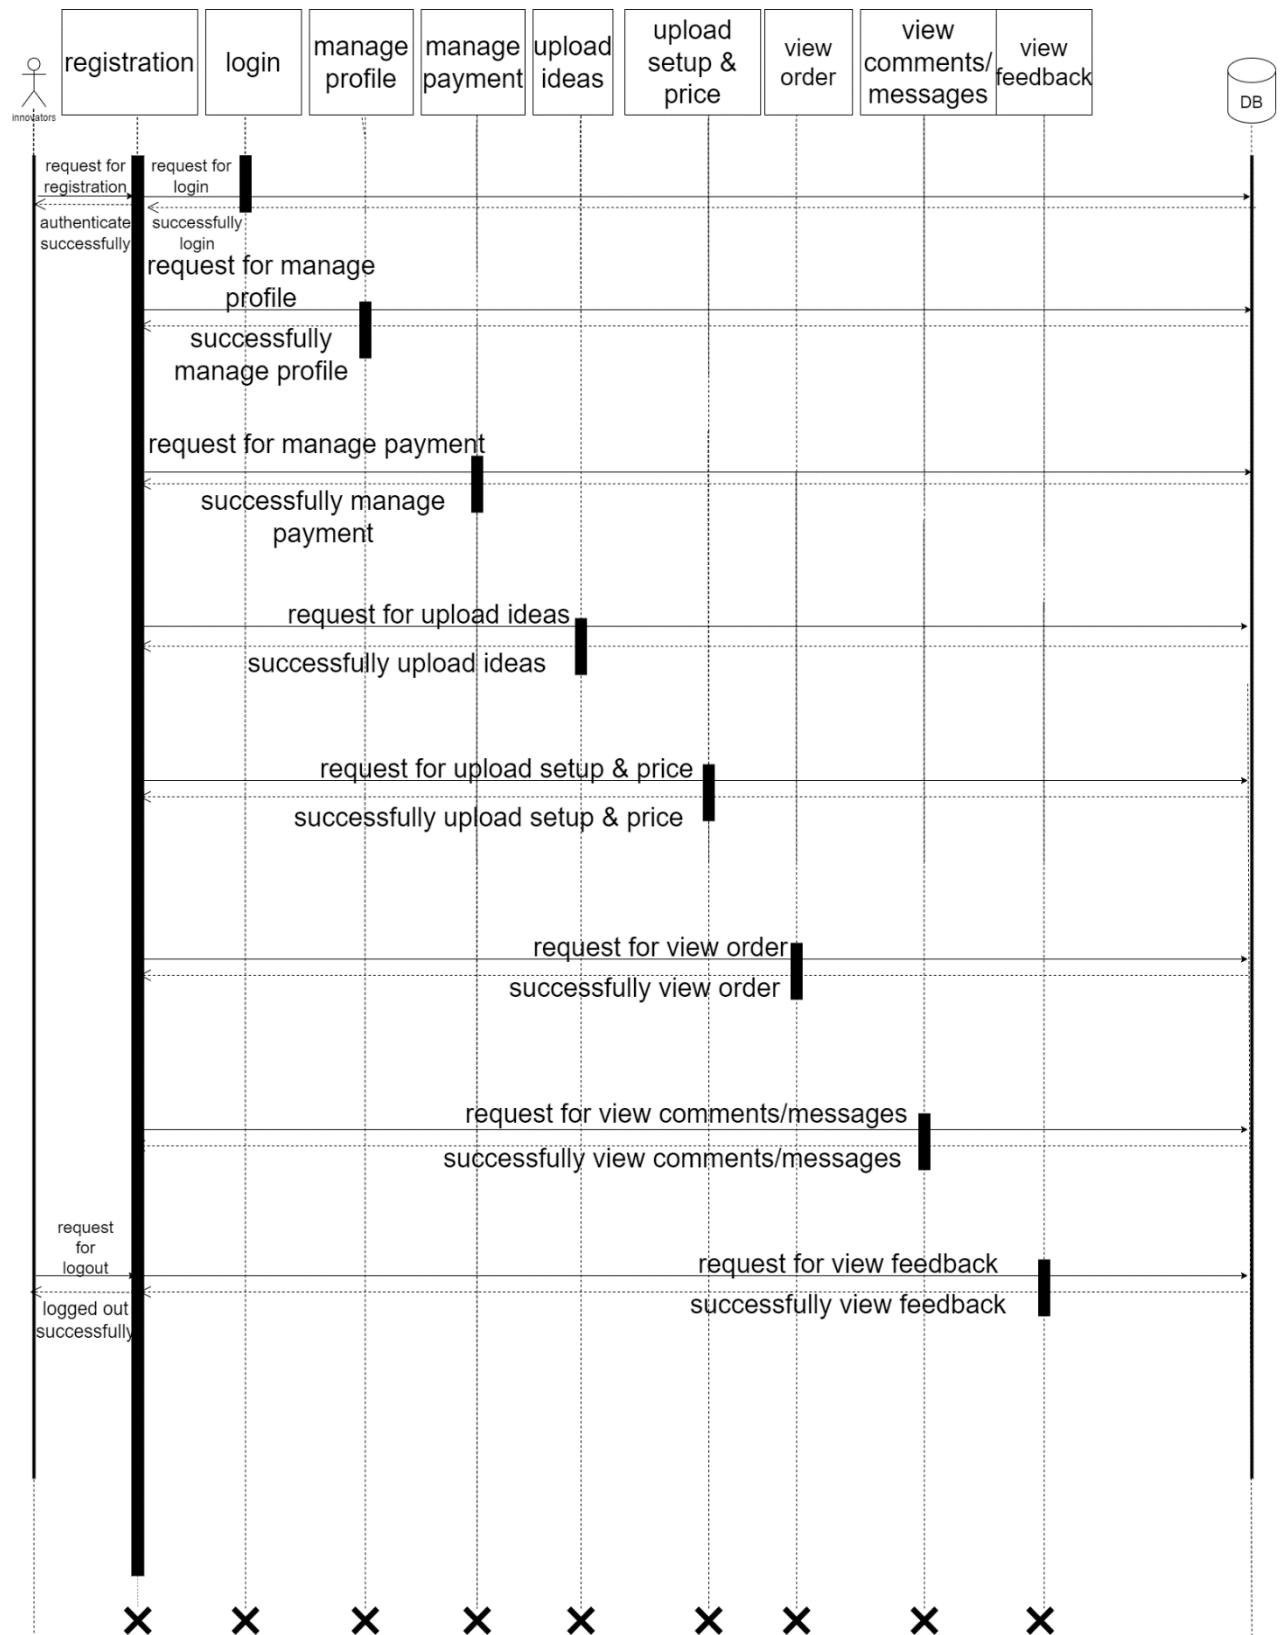 registration
login
manage
profile
manage
payment
upload
ideas
upload
setup &
price
view
order
view
comments/
messages
view
feedback
innovators
DB
request for
registration
request for
login
authenticate
successfully
successfully
login
request for manage
profile
successfully
manage profile
request for manage payment
successfully manage
payment
request for upload ideas
successfully upload ideas
request for upload setup & price
successfully upload setup & price
request for view order
successfully view order
request for view comments/messages
successfully view comments/messages
request
for
logout
request for view feedback
logged out
successfully
successfully view feedback